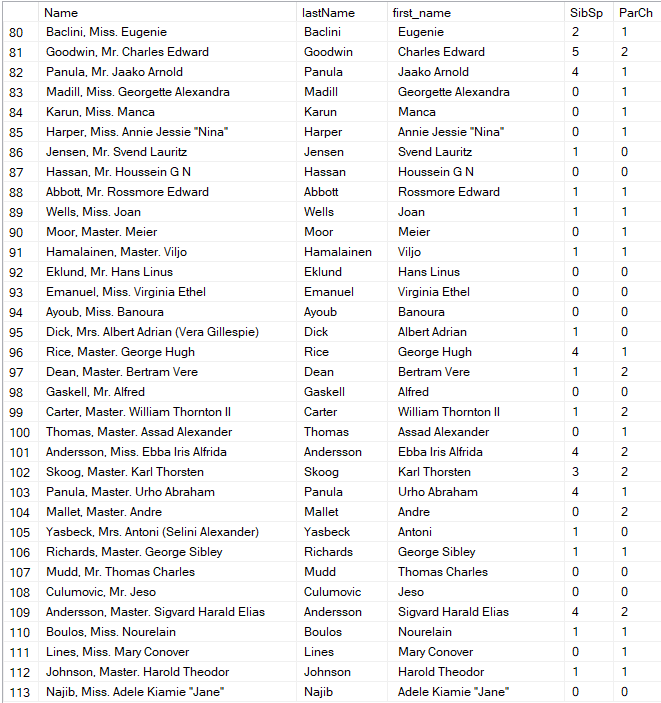 Name lastName first_name SibSp ParCh
80 Baclini, Miss. Eugenie Baclini Eugenie 2 1
81 Goodwin, Mr. Charles Edward Goodwin Charles Edward 5 2
82 Panula, Mr. Jaako Arnold Panula Jaako Arnold 4 1
83 Madill, Miss. Georgette Alexandra Madill Georgette Alexandra 0 1
84 Karun, Miss. Manca Karun Manca 0 1
85 Harper, Miss. Annie Jessie "Nina" Harper Annie Jessie "Nina" 0 1
86 Jensen, Mr. Svend Lauritz Jensen Svend Lauritz 1 0
87 Hassan, Mr. Houssein G N Hassan Houssein G N 0 0
88 Abbott, Mr. Rossmore Edward Abbott Rossmore Edward 1 1
89 Wells, Miss. Joan Wells Joan 1 1
90 Moor, Master. Meier Moor Meier 0 1
91 Hamalainen, Master. Viljo Hamalainen Viljo 1 1
92 Eklund, Mr. Hans Linus Eklund Hans Linus 0 0
93 Emanuel, Miss. Virginia Ethel Emanuel Virginia Ethel 0 0
94 Ayoub, Miss. Banoura Ayoub Banoura 0 0
95 Dick, Mrs. Albert Adrian (Vera Gillespie) Dick Albert Adrian 1 0
96 Rice, Master. George Hugh Rice George Hugh 4 1
97 Dean, Master. Bertram Vere Dean Bertram Vere 1 2
98 Gaskell, Mr. Alfred Gaskell Alfred 0 0
99 Carter, Master. William Thornton II Carter William Thornton II 1 2
100 Thomas, Master. Assad Alexander Thomas Assad Alexander 0 1
101 Andersson, Miss. Ebba Iris Alfrida Andersson Ebba Iris Alfrida 4 2
102 Skoog, Master. Karl Thorsten Skoog Karl Thorsten 3 2
103 Panula, Master. Urho Abraham Panula Urho Abraham 4 1
104 Mallet, Master. Andre Mallet Andre 0 2
105 Yasbeck, Mrs. Antoni (Selini Alexander) Yasbeck Antoni 1 0
106 Richards, Master. George Sibley Richards George Sibley 1 1
107 Mudd, Mr. Thomas Charles Mudd Thomas Charles 0 0
108 Culumovic, Mr. Jeso Culumovic Jeso 0 0
109 Andersson, Master. Sigvard Harald Elias Andersson Sigvard Harald Elias 4 2
110 Boulos, Miss. Nourelain Boulos Nourelain 1 1
111 Lines, Miss. Mary Conover Lines Mary Conover 0 1
112 Johnson, Master. Harold Theodor Johnson Harold Theodor 1 1
113 Najib, Miss. Adele Kiamie "Jane" Najib Adele Kiamie "Jane" 0 0